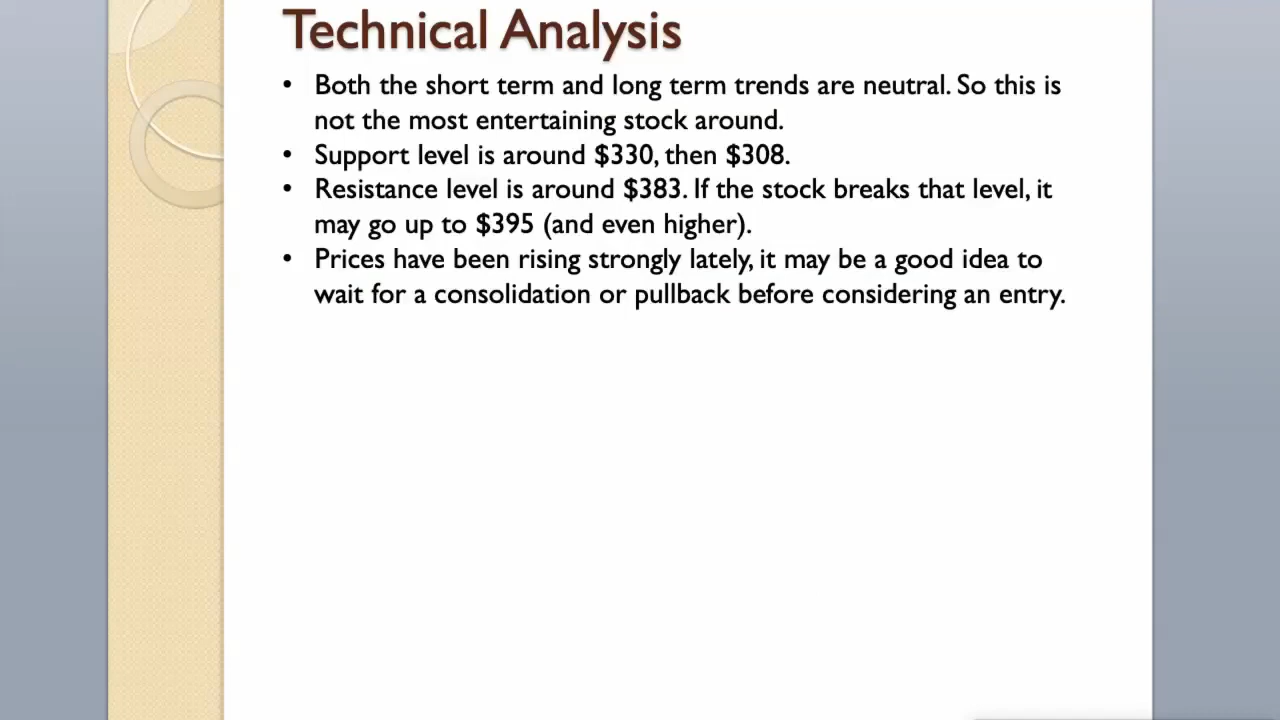 Technical Analysis
• Both the short term and long term trends are neutral. So this is
not the most entertaining stock around.
• Support level is around $330, then $308.
• Resistance level is around $383. If the stock breaks that level, it
may go up to $395 (and even higher).
• Prices have been rising strongly lately, it may be a good idea to
wait for a consolidation or pullback before considering an entry.